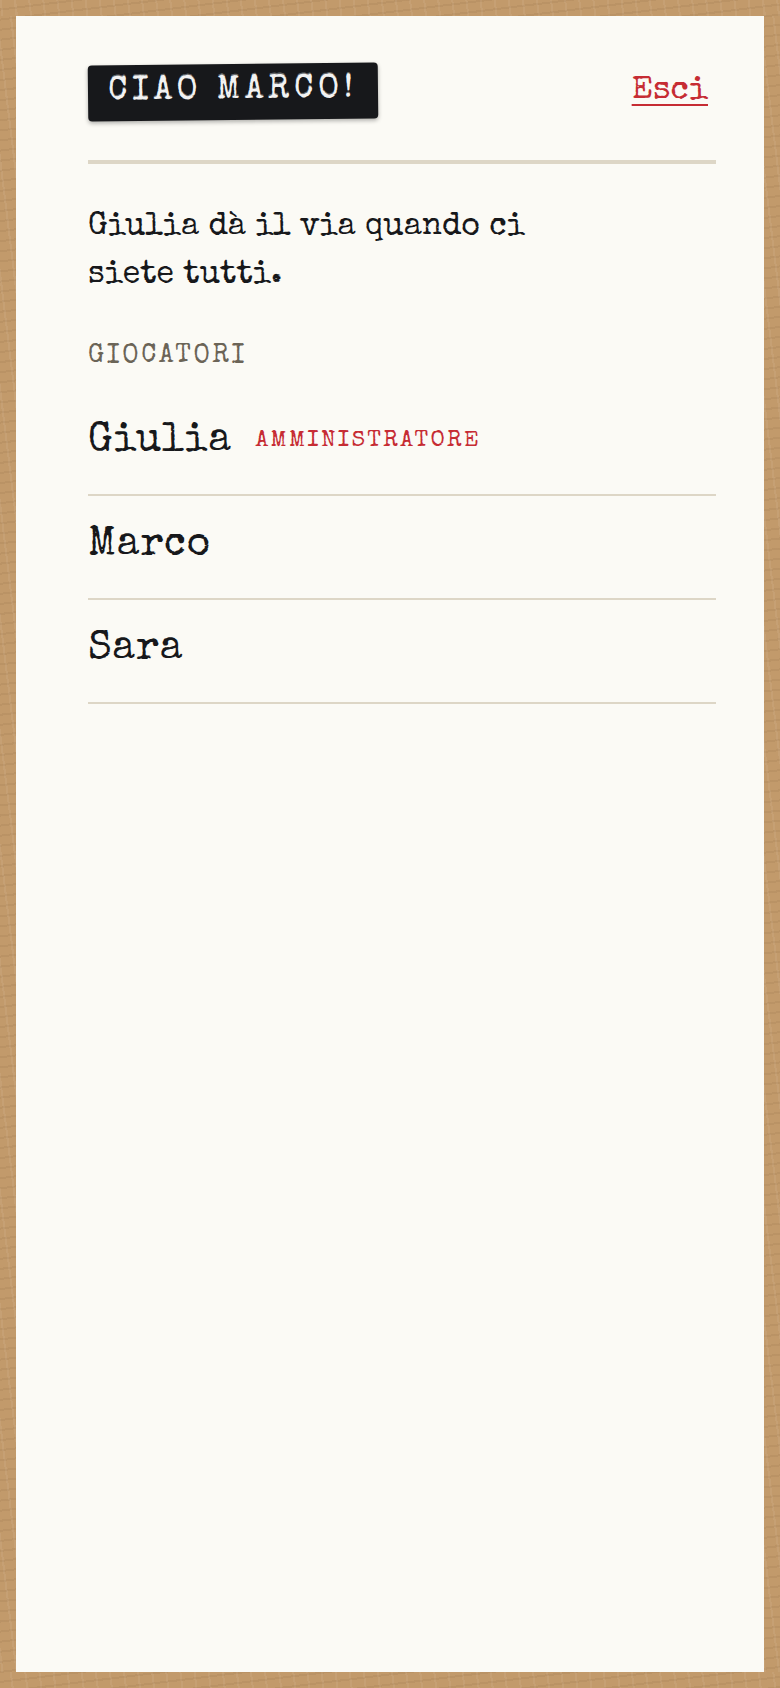 CIAO MARCO!
Esci
Giulia dà il via quando ci
siete tutti.
GIOCATORI
Giulia AMMINISTRATORE
Marco
Sara